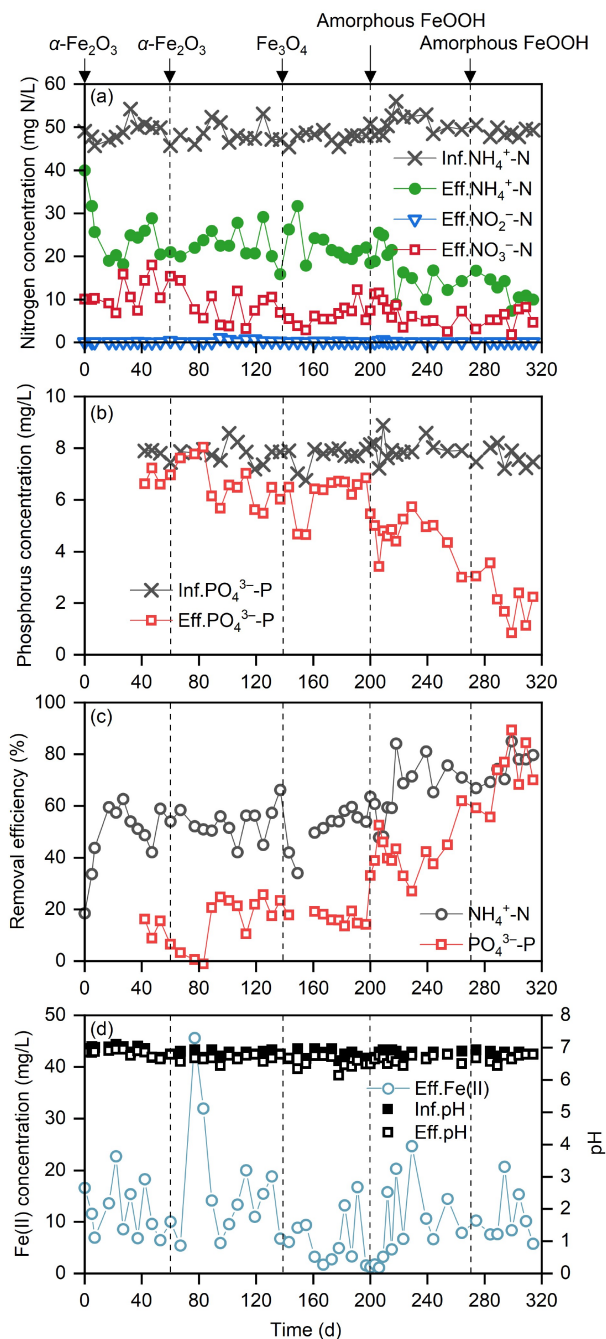 Amorphous FeOOH
α-Fe₂O₃ α-Fe₂O₃ Fe₃O₄ Amorphous FeOOH
(a)
Nitrogen concentration (mg N/L)
60
50
40
30
20
10
0
Inf.NH₄⁺-N
Eff.NH₄⁺-N
Eff.NO₂⁻-N
Eff.NO₃⁻-N
0 40 80 120 160 200 240 280 320
(b)
Phosphorus concentration (mg/L)
10
8
6
4
2
0
Inf.PO₄³⁻-P
Eff.PO₄³⁻-P
0 40 80 120 160 200 240 280 320
(c)
Removal efficiency (%)
100
80
60
40
20
0
NH₄⁺-N
PO₄³⁻-P
0 40 80 120 160 200 240 280 320
(d)
Fe(II) concentration (mg/L)
50
40
30
20
10
0
Eff.Fe(II)
Inf.pH
Eff.pH
8
7
6
5
4
3
2
1
0
pH
0 40 80 120 160 200 240 280 320
Time (d)